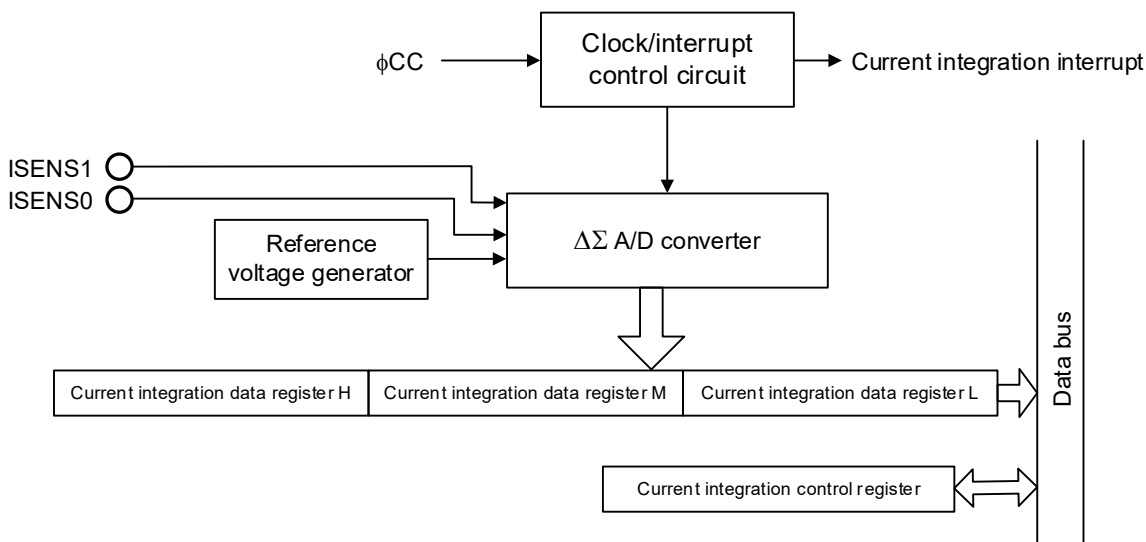 Clock/interrupt
control circuit
ϕCC
Current integration interrupt
ISENS1
ISENS0
Reference
voltage generator
ΔΣ A/D converter
Data bus
Current integration data register H
Current integration data register M
Current integration data register L
Current integration control register